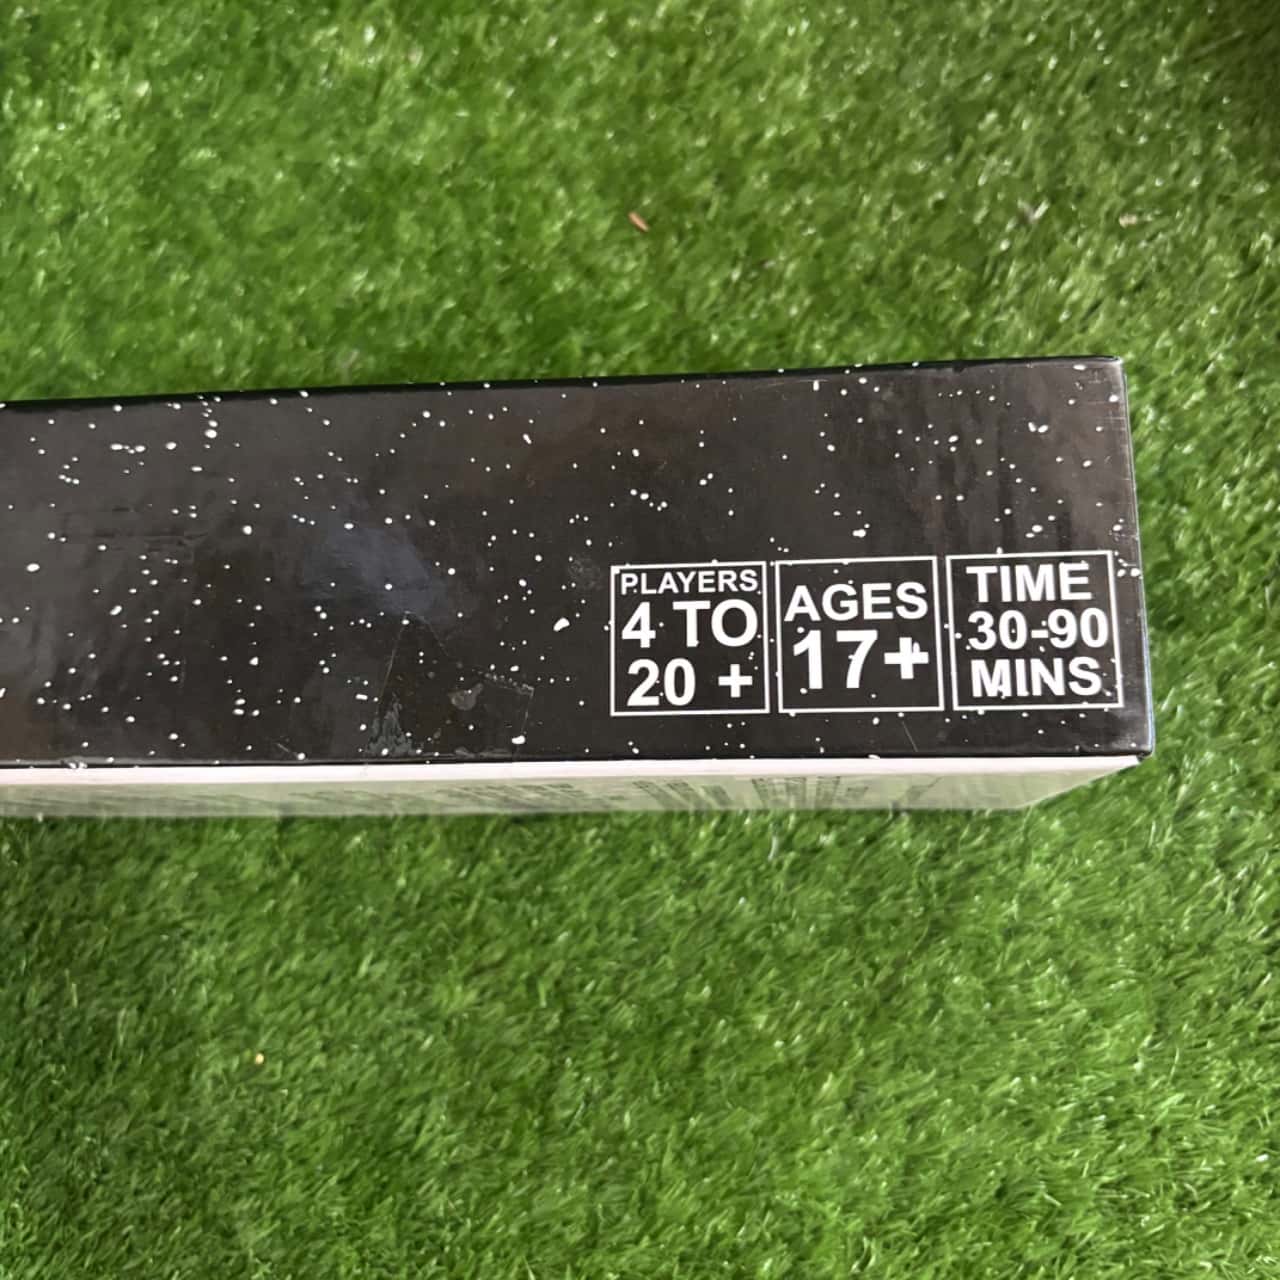 PLAYERS
4 TO
20 +
AGES
17+
TIME
30-90
MINS